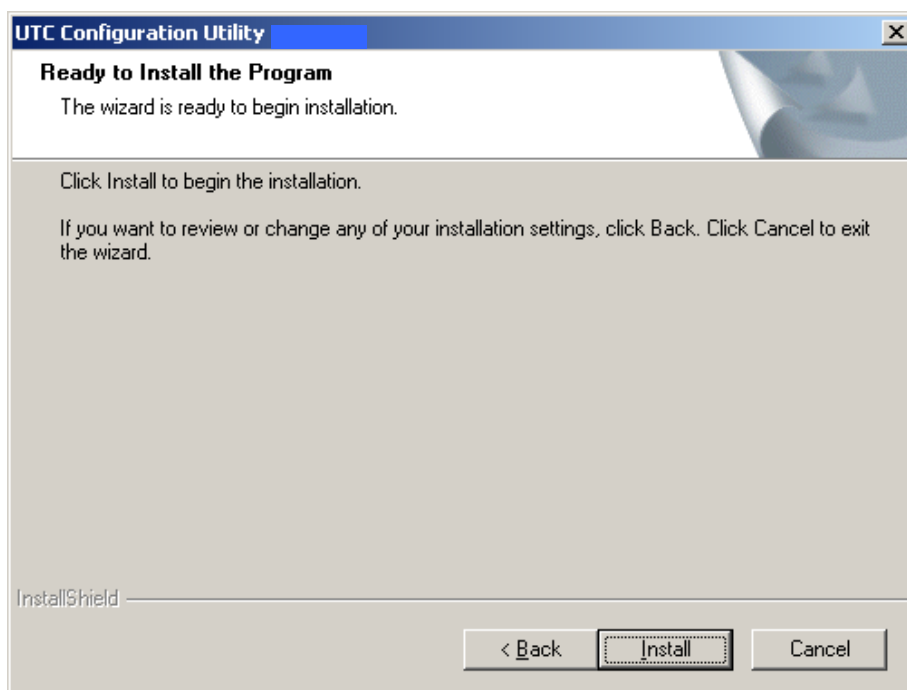 UTC Configuration Utility
Ready to Install the Program
The wizard is ready to begin installation.
Click Install to begin the installation.
If you want to review or change any of your installation settings, click Back. Click Cancel to exit
the wizard.
InstallShield
< Back Install Cancel